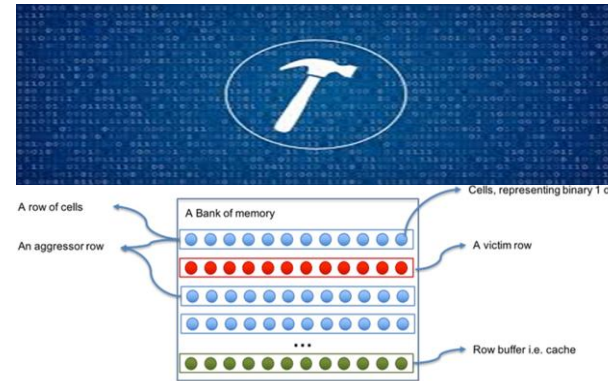 Cells, representing binary 1 o
A row of cells
A Bank of memory
An aggressor row
A victim row
...
Row buffer i.e. cache